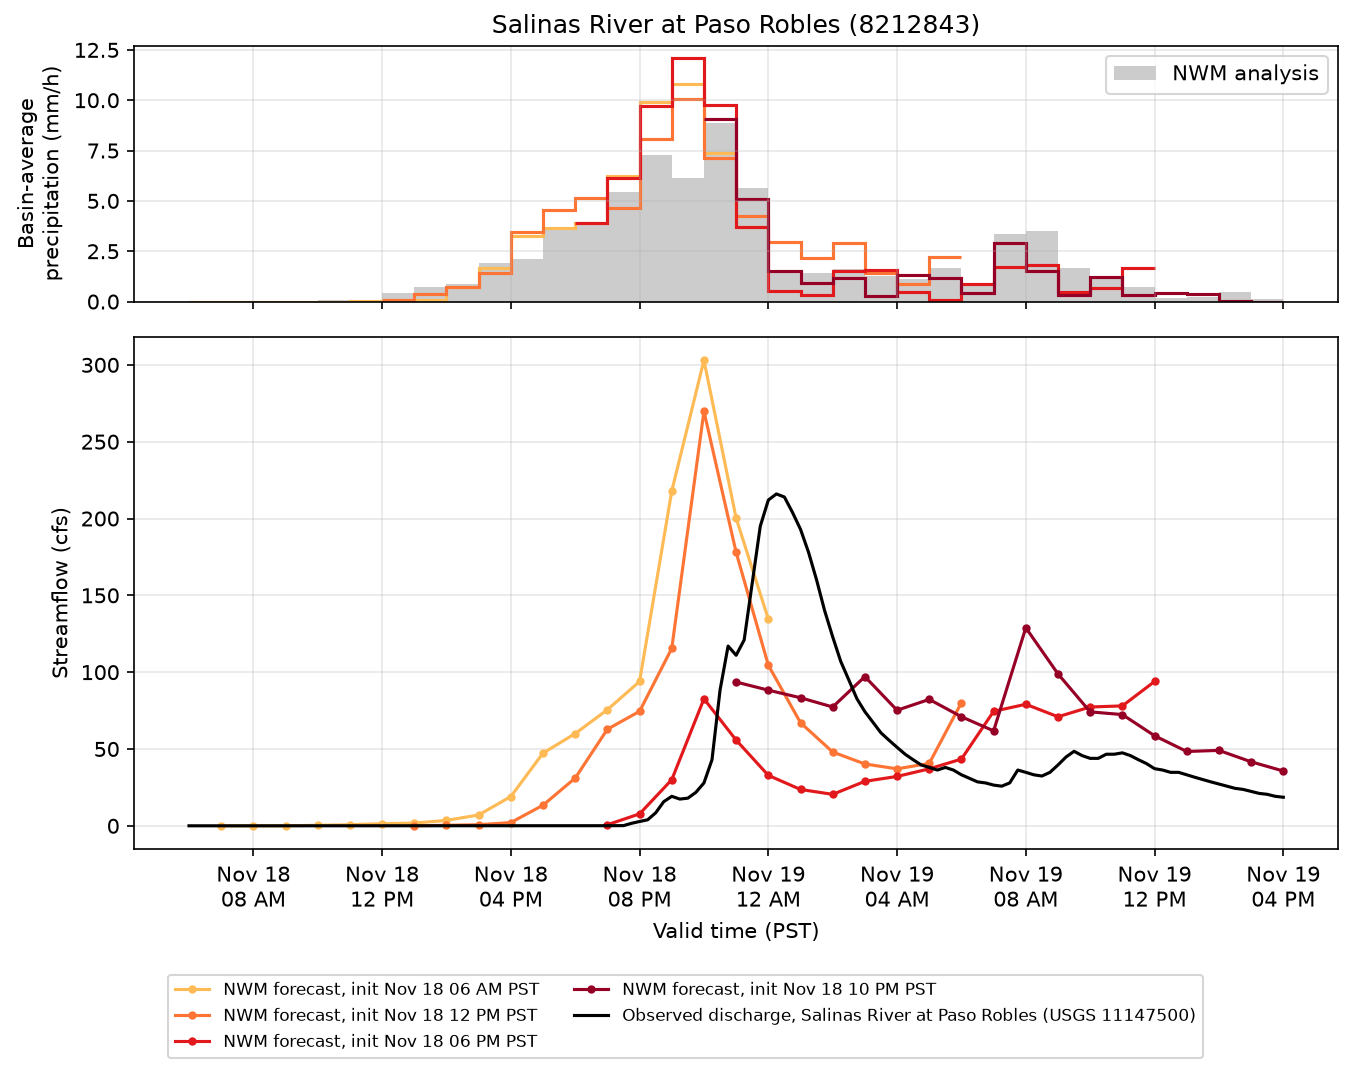 Salinas River at Paso Robles (8212843)
Basin-average
precipitation (mm/h)
12.5
10.0
7.5
5.0
2.5
0.0
NWM analysis
Streamflow (cfs)
300
250
200
150
100
50
0
Nov 18 Nov 18 Nov 18 Nov 18 Nov 19 Nov 19 Nov 19 Nov 19 Nov 19
08 AM 12 PM 04 PM 08 PM 12 AM 04 AM 08 AM 12 PM 04 PM
Valid time (PST)
NWM forecast, init Nov 18 06 AM PST
NWM forecast, init Nov 18 12 PM PST
NWM forecast, init Nov 18 06 PM PST
NWM forecast, init Nov 18 10 PM PST
Observed discharge, Salinas River at Paso Robles (USGS 11147500)